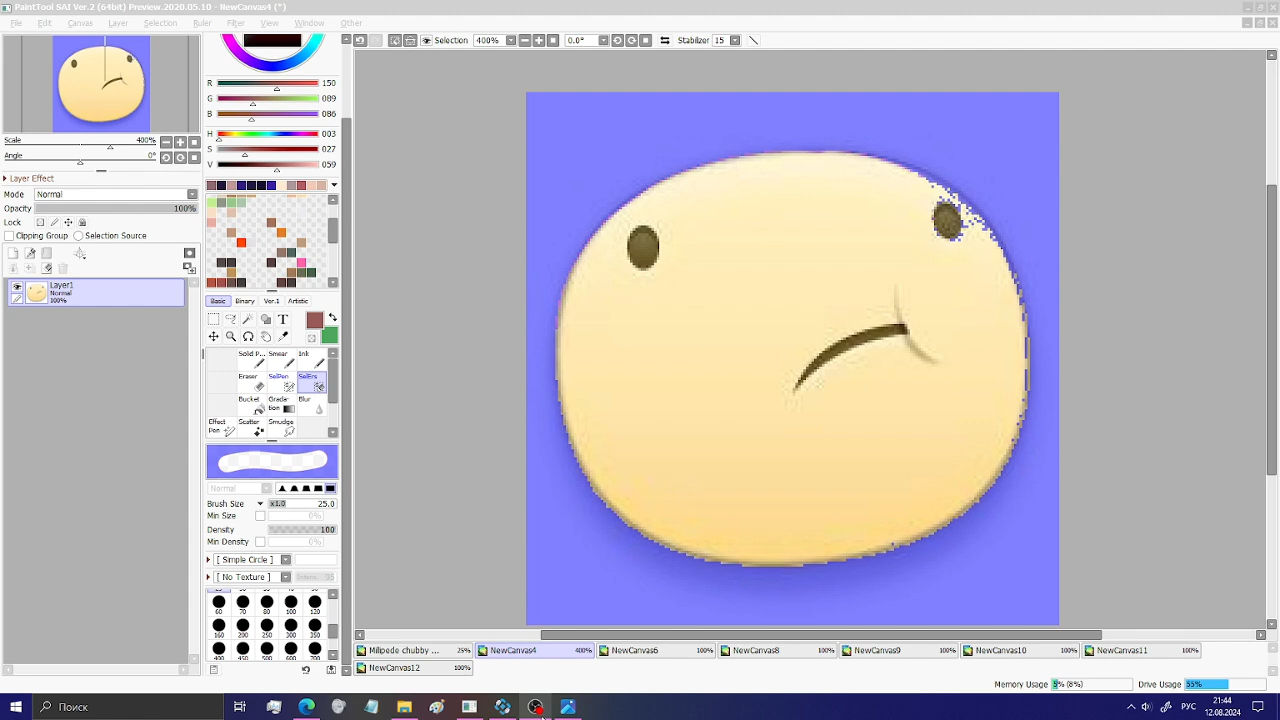 PaintTool SAI Ver.2 (64bit) Preview.2020.05.10 - NewCanvas4 (*)
File Edit Canvas Layer Selection Ruler Filter View Window Other
Selection 400% 0.0° Stabilizer 15
Scale 400%
Angle 0°
Layer Effect
Mode Normal
Opacity 100%
Lock
Clipping Group Selection Source
Layer1
Normal
100%
R 150
G 089
B 086
H 003
S 027
V 059
Basic Binary Ver.1 Artistic
Solid P... Smear Ink
Eraser SelPen SelErs
Bucket Grada-tion Blur
Effect Pen Scatter Smudge
Normal
Brush Size x1.0 25.0
Min Size 0%
Density 100
Min Density 0%
[ Simple Circle ]
[ No Texture ] 95
60 70 80 100 120
160 200 250 300 350
400 450 500 600 700
Milipede chubby ... 25% NewCanvas4 400% NewCanvas6 100% NewCanvas8 100% NewCanvas9 100% NewCanvas10 100% NewCanvas11 100%
NewCanvas12 100%
Memory Usage 8% (8%) Drive Usage 55%
Поиск
РУС
21:44
12.08.2024